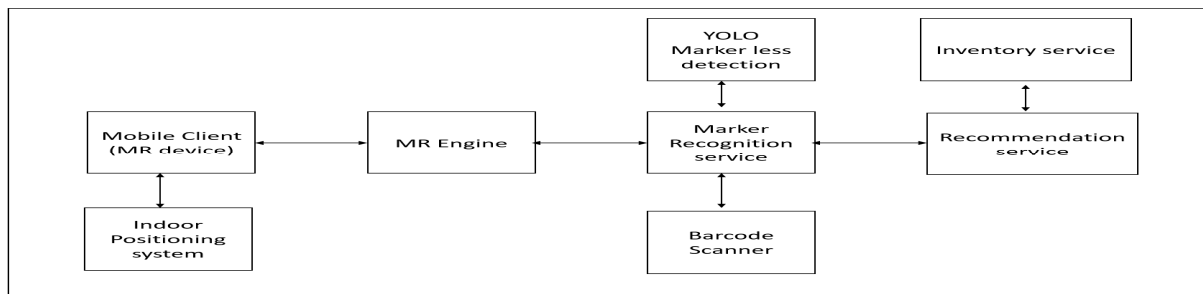 YOLO
Marker less
detection
Inventory service
Mobile Client
(MR device)
MR Engine
Marker
Recognition
service
Recommendation
service
Indoor
Positioning
system
Barcode
Scanner